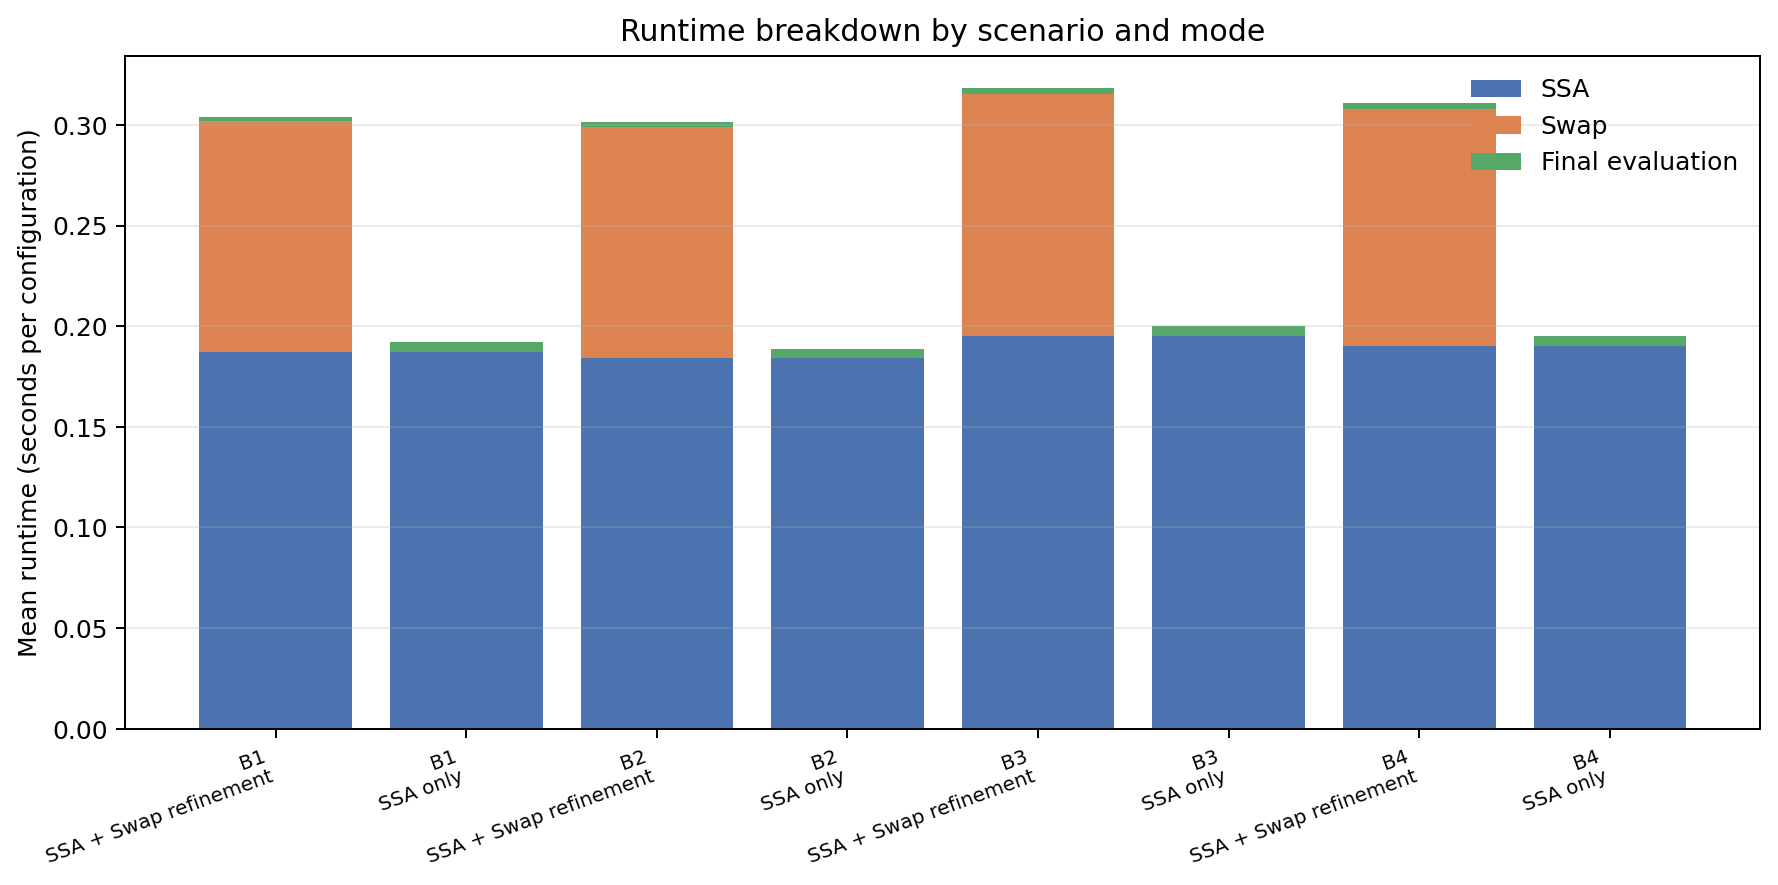 Runtime breakdown by scenario and mode
Mean runtime (seconds per configuration)
0.30
0.25
0.20
0.15
0.10
0.05
0.00
SSA
Swap
Final evaluation
B1
SSA + Swap refinement
B1
SSA only
B2
SSA + Swap refinement
B2
SSA only
B3
SSA + Swap refinement
B3
SSA only
B4
SSA + Swap refinement
B4
SSA only